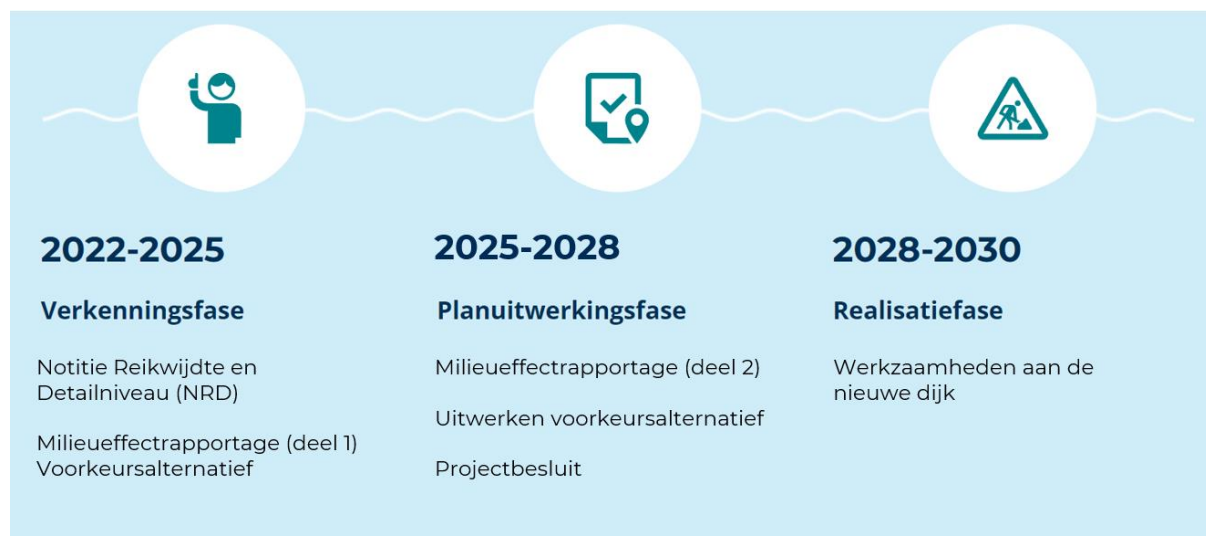 2022-2025
Verkenningsfase
Notitie Reikwijdte en
Detailniveau (NRD)
Milieueffectrapportage (deel 1)
Voorkeursalternatief
2025-2028
Planuitwerkingsfase
Milieueffectrapportage (deel 2)
Uitwerken voorkeursalternatief
Projectbesluit
2028-2030
Realisatiefase
Werkzaamheden aan de
nieuwe dijk